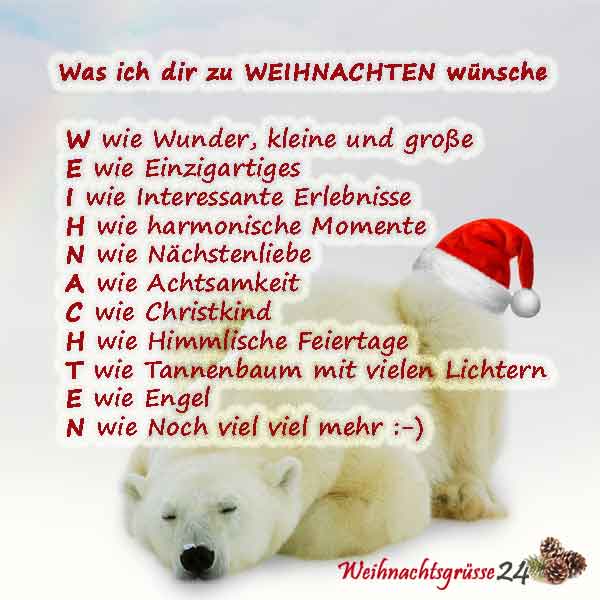 Was ich dir zu WEIHNACHTEN wünsche
W wie Wunder, kleine und große
E wie Einzigartiges
I wie Interessante Erlebnisse
H wie harmonische Momente
N wie Nächstenliebe
A wie Achtsamkeit
C wie Christkind
H wie Himmlische Feiertage
T wie Tannenbaum mit vielen Lichtern
E wie Engel
N wie Noch viel viel mehr :-)
Weihnachtsgrüsse24